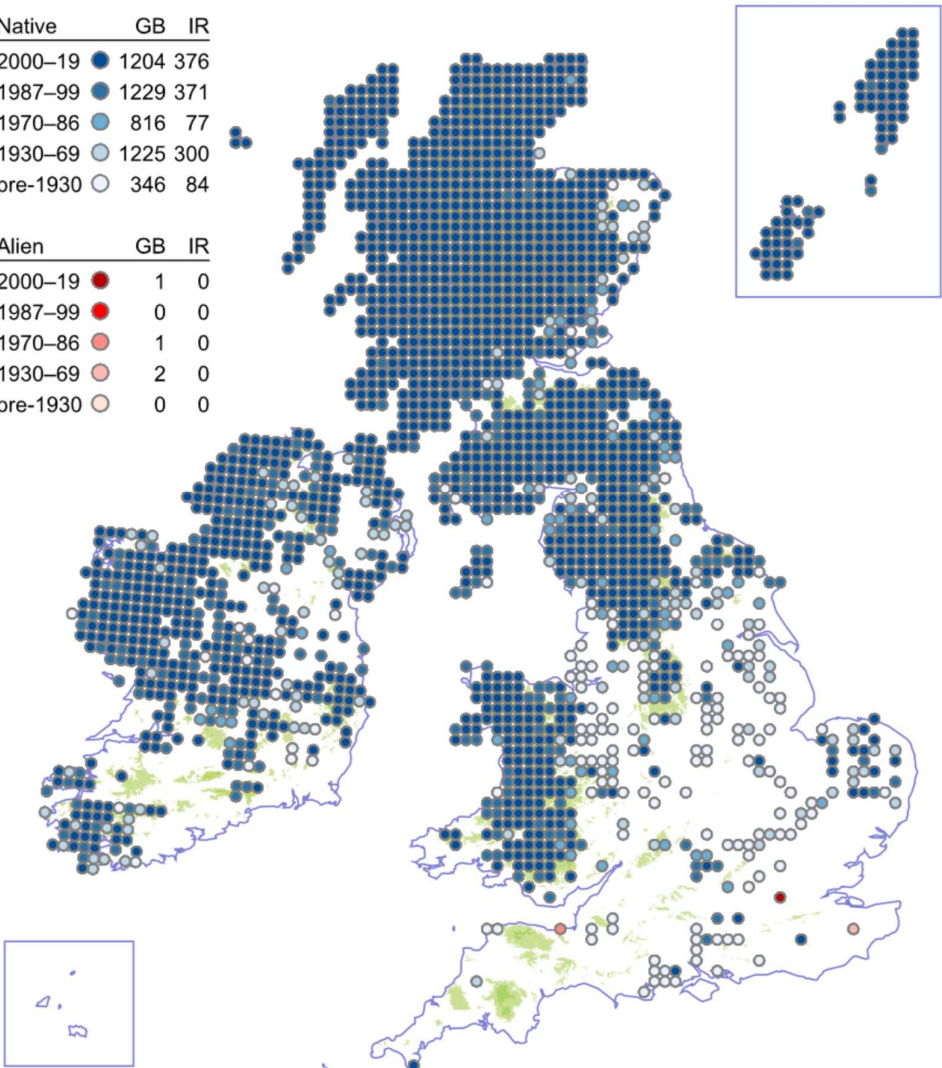 Native GB IR
2000–19 1204 376
1987–99 1229 371
1970–86 816 77
1930–69 1225 300
pre-1930 346 84
Alien GB IR
2000–19 1 0
1987–99 0 0
1970–86 1 0
1930–69 2 0
pre-1930 0 0